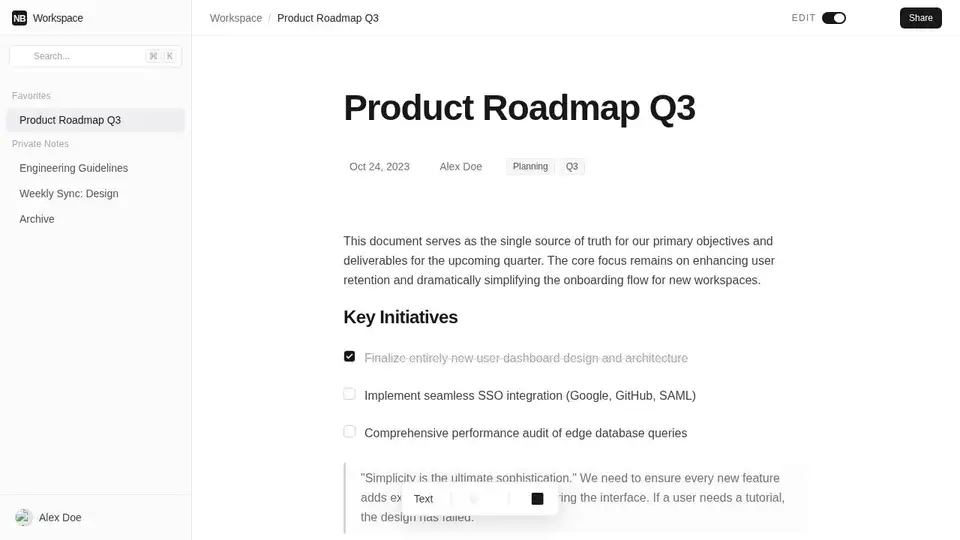 NB Workspace
Search... ⌘ K
Favorites
Product Roadmap Q3
Private Notes
Engineering Guidelines
Weekly Sync: Design
Archive
Alex Doe
Workspace / Product Roadmap Q3
EDIT
Share
Product Roadmap Q3
Oct 24, 2023 Alex Doe Planning Q3
This document serves as the single source of truth for our primary objectives and
deliverables for the upcoming quarter. The core focus remains on enhancing user
retention and dramatically simplifying the onboarding flow for new workspaces.
Key Initiatives
Finalize entirely new user dashboard design and architecture
Implement seamless SSO integration (Google, GitHub, SAML)
Comprehensive performance audit of edge database queries
"Simplicity is the ultimate sophistication." We need to ensure every new feature
adds the interface. If a user needs a tutorial,
the design has failed.
Text